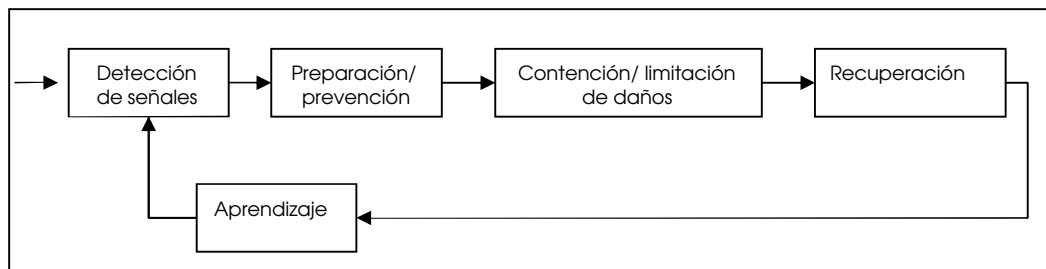 Detección
de señales
Preparación/
prevención
Contención/ limitación
de daños
Recuperación
Aprendizaje